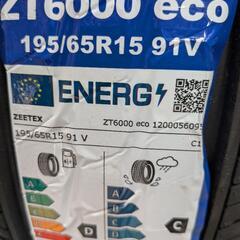 ZT6000 eco
195/65R15 91V
ENERG
ZEETEX
ZT6000 eco 1200056095
195/65R15 91 V
C1
A
A
B
B
C
C
D
D
D
C